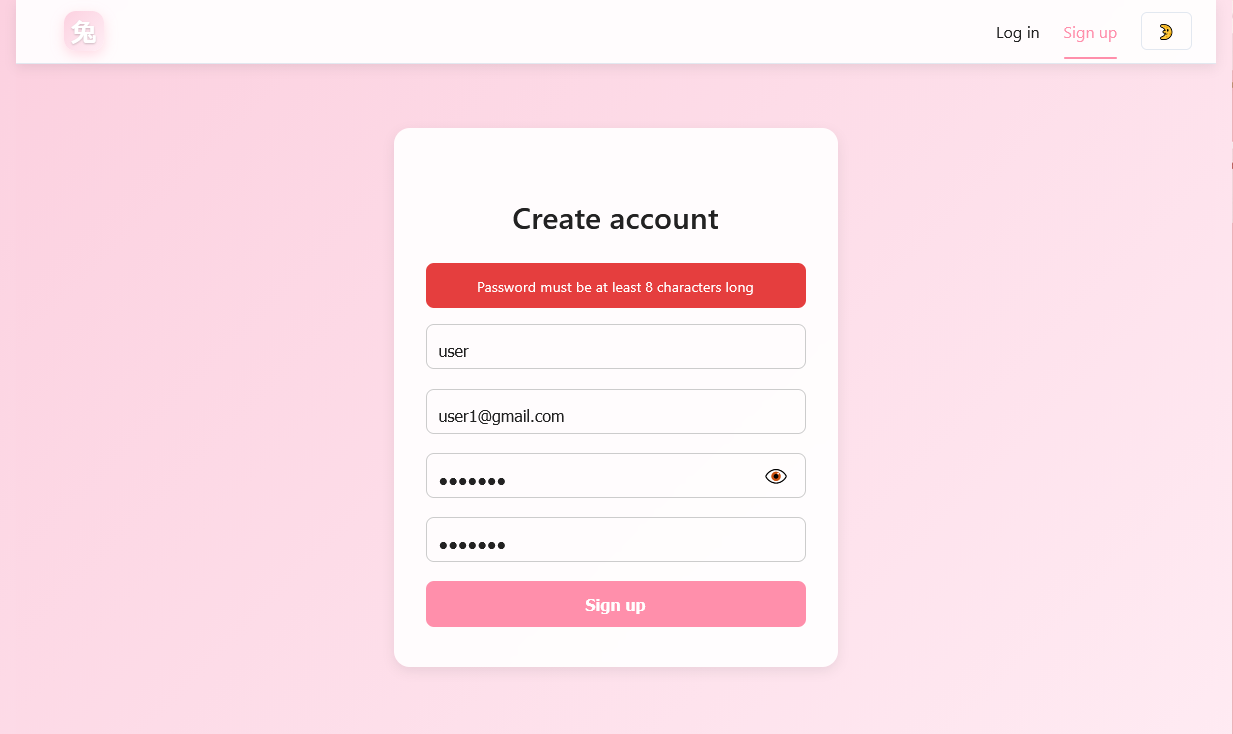 兔
Log in
Sign up
Create account
Password must be at least 8 characters long
user
user1@gmail.com
•••••••
•••••••
Sign up